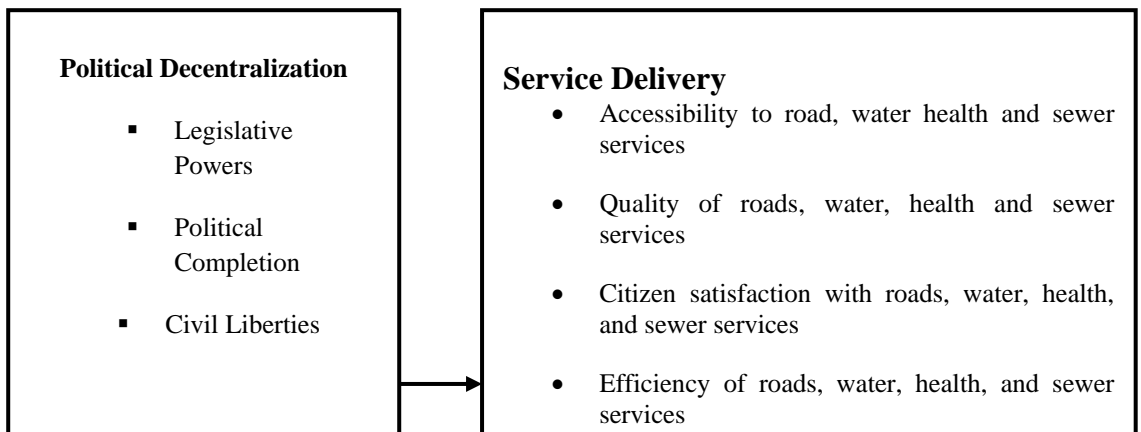 Political Decentralization
▪ Legislative
Powers
▪ Political
Completion
▪ Civil Liberties
Service Delivery
• Accessibility to road, water health and sewer
services
• Quality of roads, water, health and sewer
services
• Citizen satisfaction with roads, water, health,
and sewer services
• Efficiency of roads, water, health, and sewer
services